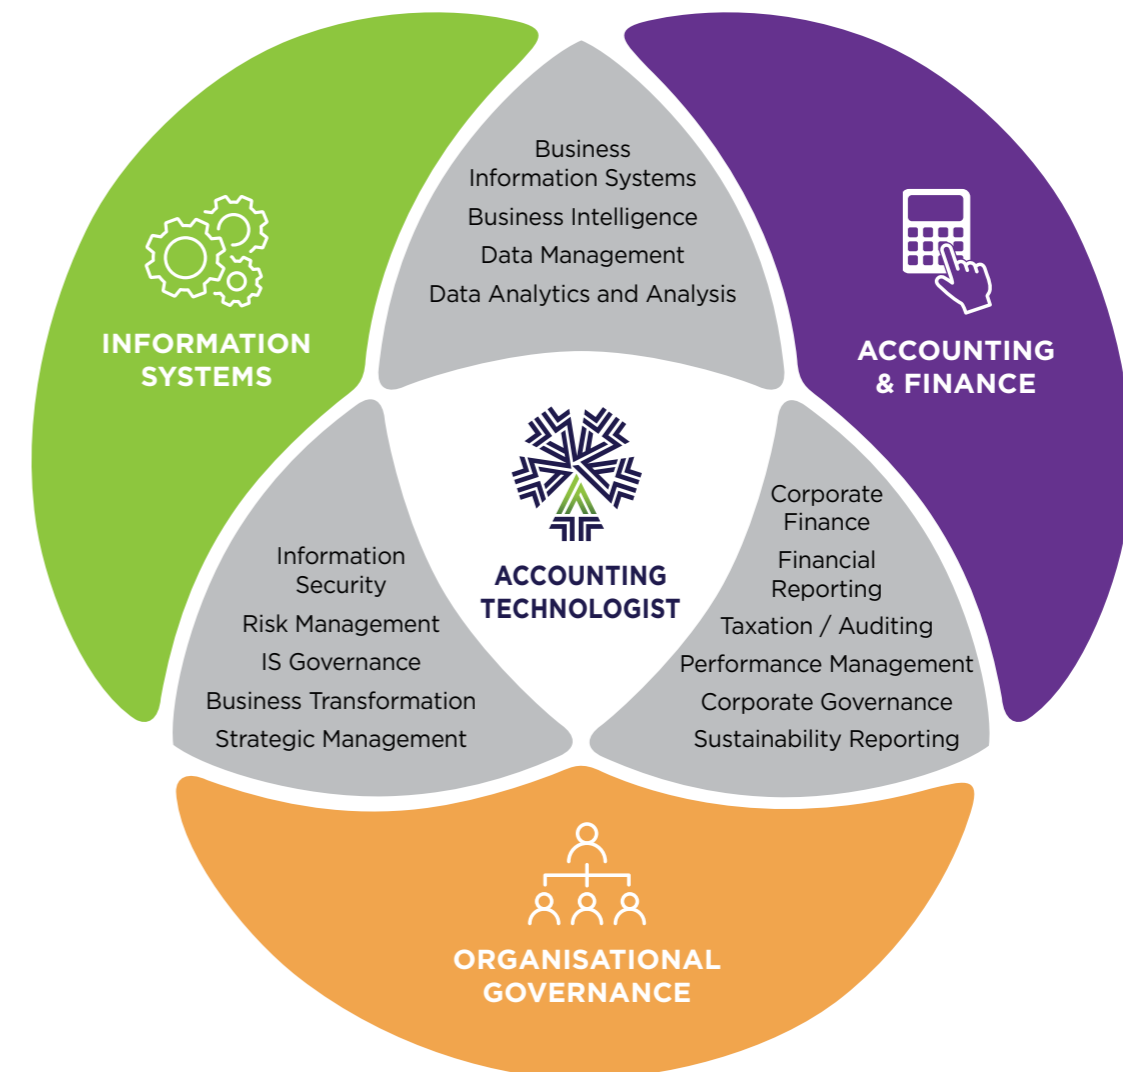 Business
Information Systems
Business Intelligence
Data Management
Data Analytics and Analysis
INFORMATION
SYSTEMS
ACCOUNTING
& FINANCE
ACCOUNTING
TECHNOLOGIST
Information
Security
Risk Management
IS Governance
Business Transformation
Strategic Management
Corporate
Finance
Financial
Reporting
Taxation / Auditing
Performance Management
Corporate Governance
Sustainability Reporting
ORGANISATIONAL
GOVERNANCE